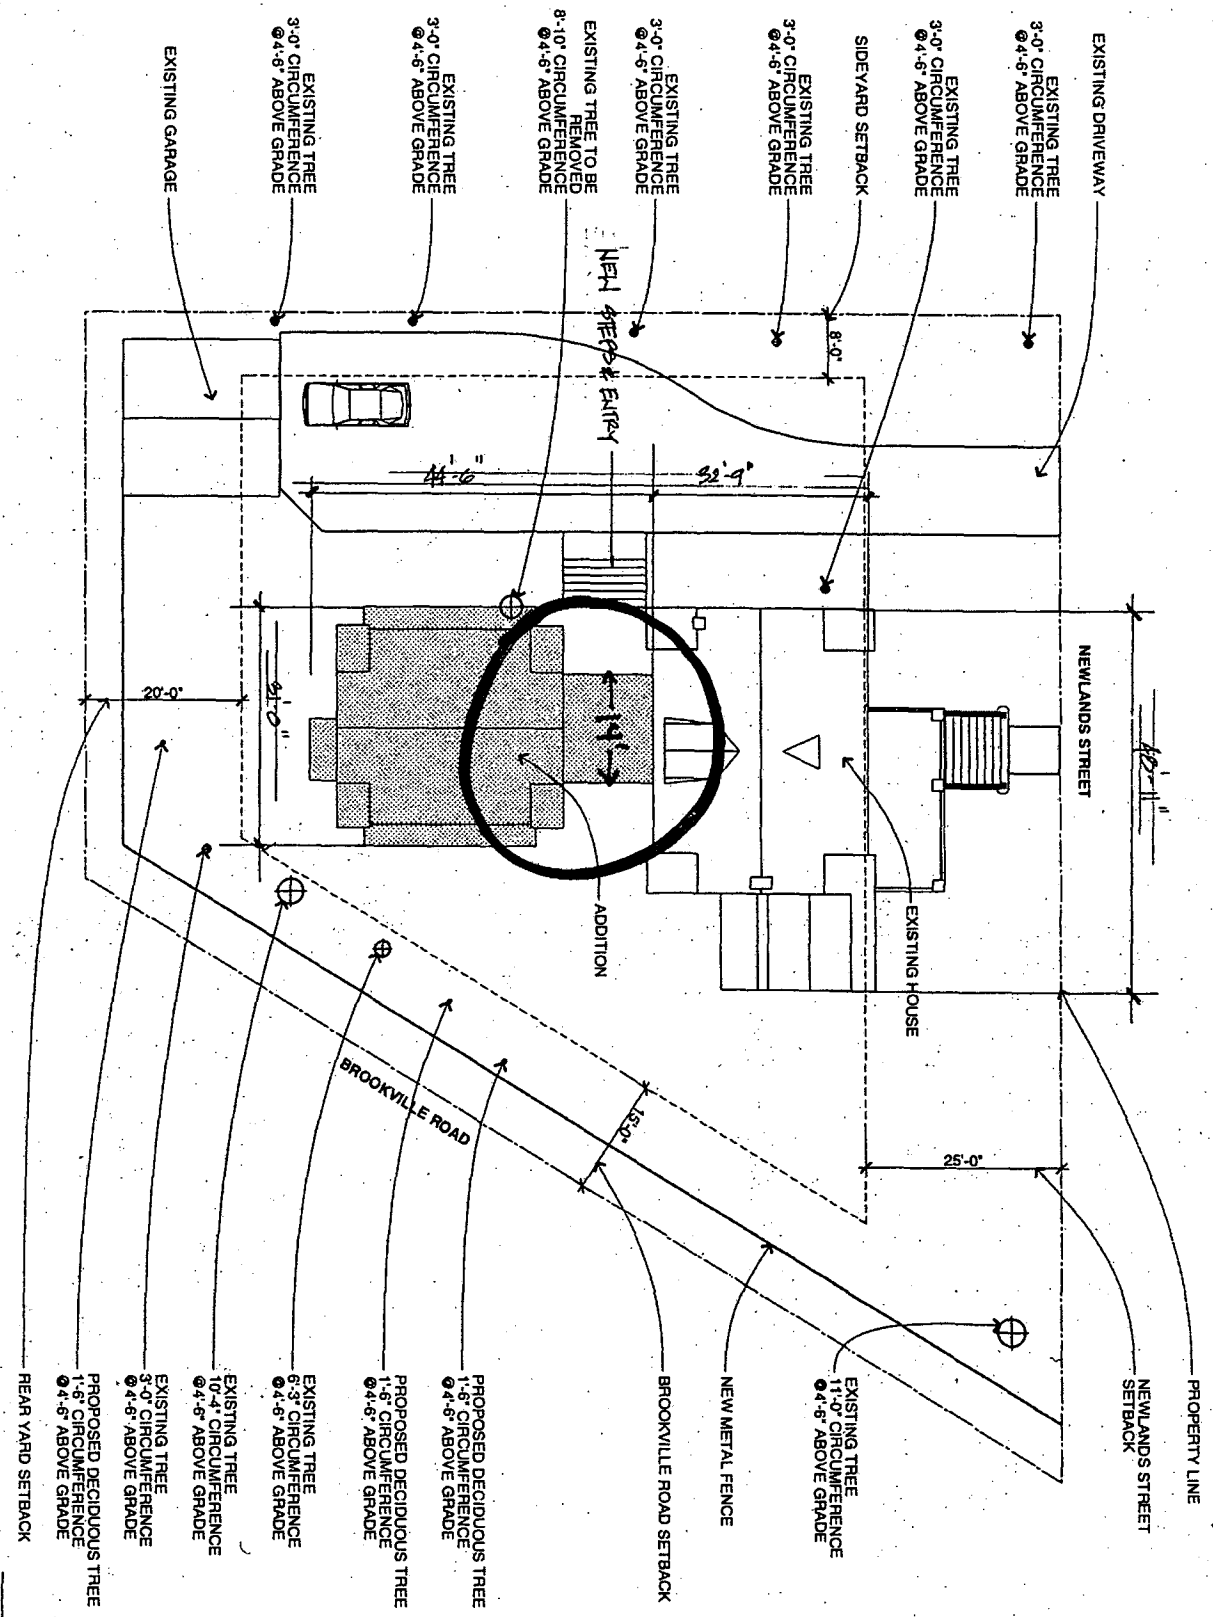 EXISTING DRIVEWAY
EXISTING TREE
3'-0" CIRCUMFERENCE
@4'-6" ABOVE GRADE
EXISTING TREE
3'-0" CIRCUMFERENCE
@4'-6" ABOVE GRADE
SIDEYARD SETBACK
EXISTING TREE
3'-0" CIRCUMFERENCE
@4'-6" ABOVE GRADE
EXISTING TREE
3'-0" CIRCUMFERENCE
@4'-6" ABOVE GRADE
EXISTING TREE TO BE
REMOVED
8'-10" CIRCUMFERENCE
@4'-6" ABOVE GRADE
EXISTING TREE
3'-0" CIRCUMFERENCE
@4'-6" ABOVE GRADE
EXISTING TREE
3'-0" CIRCUMFERENCE
@4'-6" ABOVE GRADE
EXISTING GARAGE
NEW STEPS & ENTRY
8'-0"
32'-9"
44'-6"
NEWLANDS STREET
14'
20'-0"
31'-0"
EXISTING HOUSE
ADDITION
BROOKVILLE ROAD
15'-0"
25'-0"
PROPERTY LINE
NEWLANDS STREET
SETBACK
EXISTING TREE
11'-0" CIRCUMFERENCE
@4'-6" ABOVE GRADE
NEW METAL FENCE
BROOKVILLE ROAD SETBACK
PROPOSED DECIDUOUS TREE
1'-6" CIRCUMFERENCE
@4'-6" ABOVE GRADE
PROPOSED DECIDUOUS TREE
1'-6" CIRCUMFERENCE
@4'-6" ABOVE GRADE
EXISTING TREE
6'-3" CIRCUMFERENCE
@4'-6" ABOVE GRADE
EXISTING TREE
10'-4" CIRCUMFERENCE
@4'-6" ABOVE GRADE
EXISTING TREE
3'-0" CIRCUMFERENCE
@4'-6" ABOVE GRADE
PROPOSED DECIDUOUS TREE
1'-6" CIRCUMFERENCE
@4'-6" ABOVE GRADE
REAR YARD SETBACK